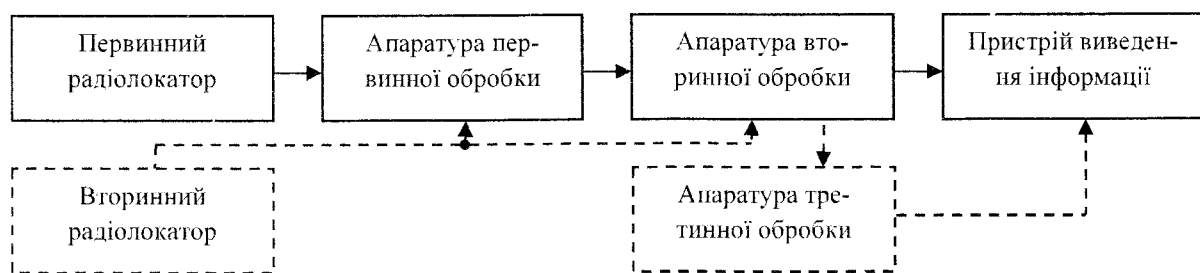 Первинний
радіолокатор
Апаратура пер-
винної обробки
Апаратура вто-
ринної обробки
Пристрій виведен-
ня інформації
Вторинний
радіолокатор
Апаратура тре-
тинної обробки